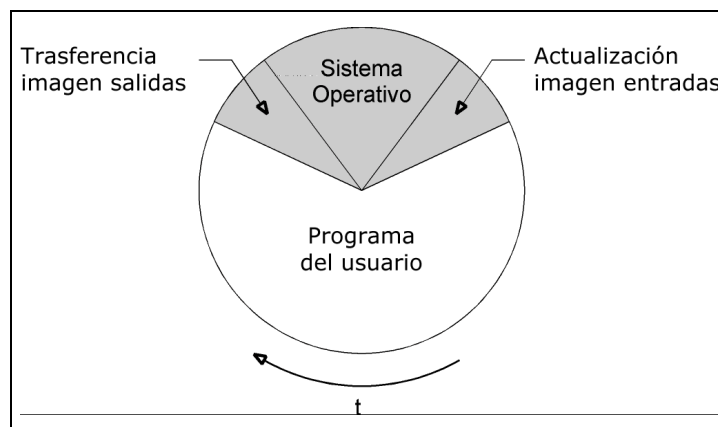 Trasferencia
imagen salidas
Sistema
Operativo
Actualización
imagen entradas
Programa
del usuario
t